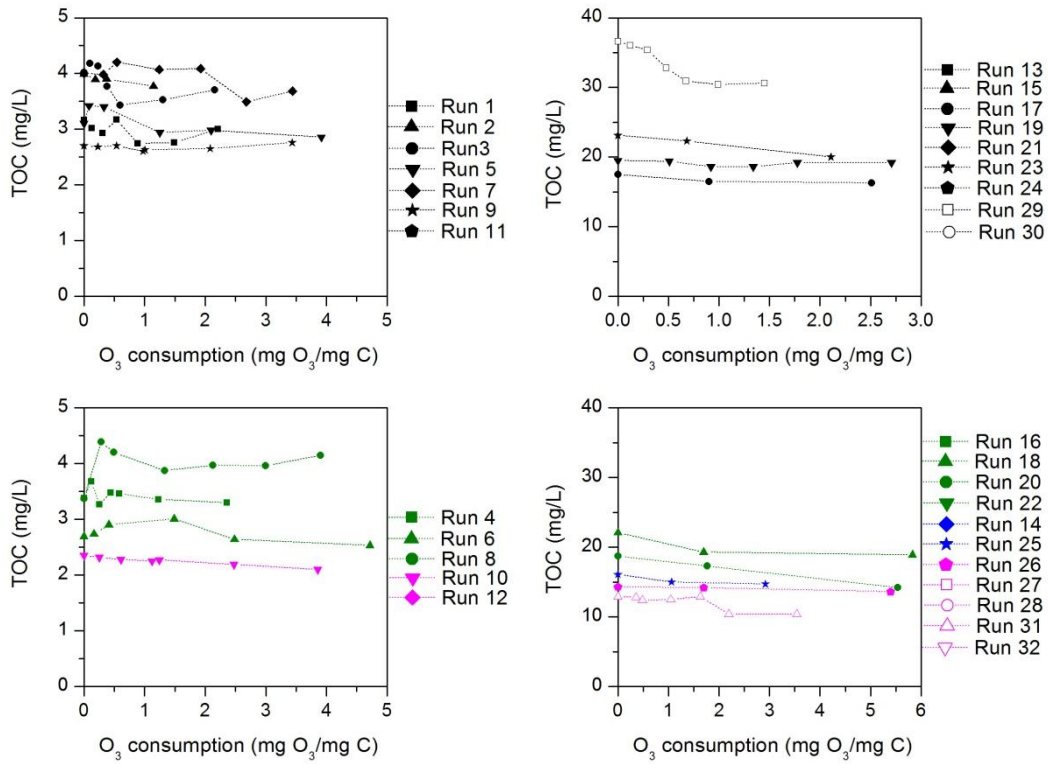 5
4
3
2
1
0
TOC (mg/L)
0 1 2 3 4 5
O₃ consumption (mg O₃/mg C)
Run 1
Run 2
Run3
Run 5
Run 7
Run 9
Run 11
40
30
20
10
0
TOC (mg/L)
0.0 0.5 1.0 1.5 2.0 2.5 3.0
O₃ consumption (mg O₃/mg C)
Run 13
Run 15
Run 17
Run 19
Run 21
Run 23
Run 24
Run 29
Run 30
5
4
3
2
1
0
TOC (mg/L)
0 1 2 3 4 5
O₃ consumption (mg O₃/mg C)
Run 4
Run 6
Run 8
Run 10
Run 12
40
30
20
10
0
TOC (mg/L)
0 1 2 3 4 5 6
O₃ consumption (mg O₃/mg C)
Run 16
Run 18
Run 20
Run 22
Run 14
Run 25
Run 26
Run 27
Run 28
Run 31
Run 32